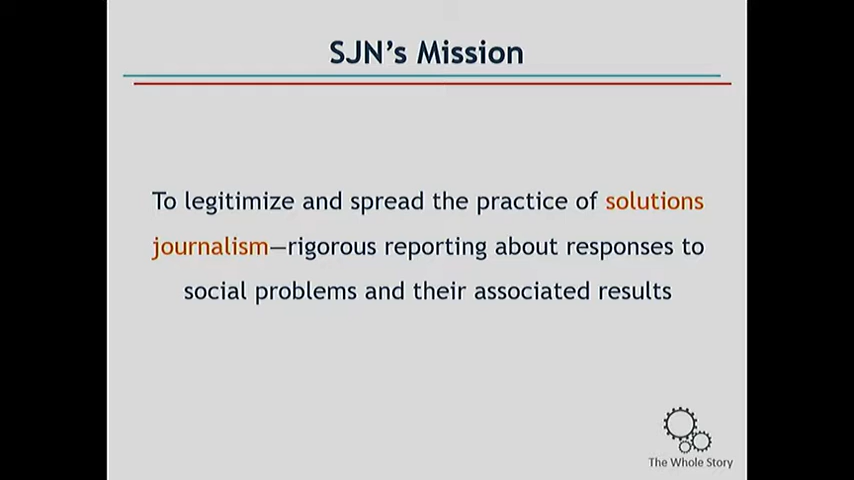 SJN's Mission
To legitimize and spread the practice of solutions
journalism—rigorous reporting about responses to
social problems and their associated results
The Whole Story